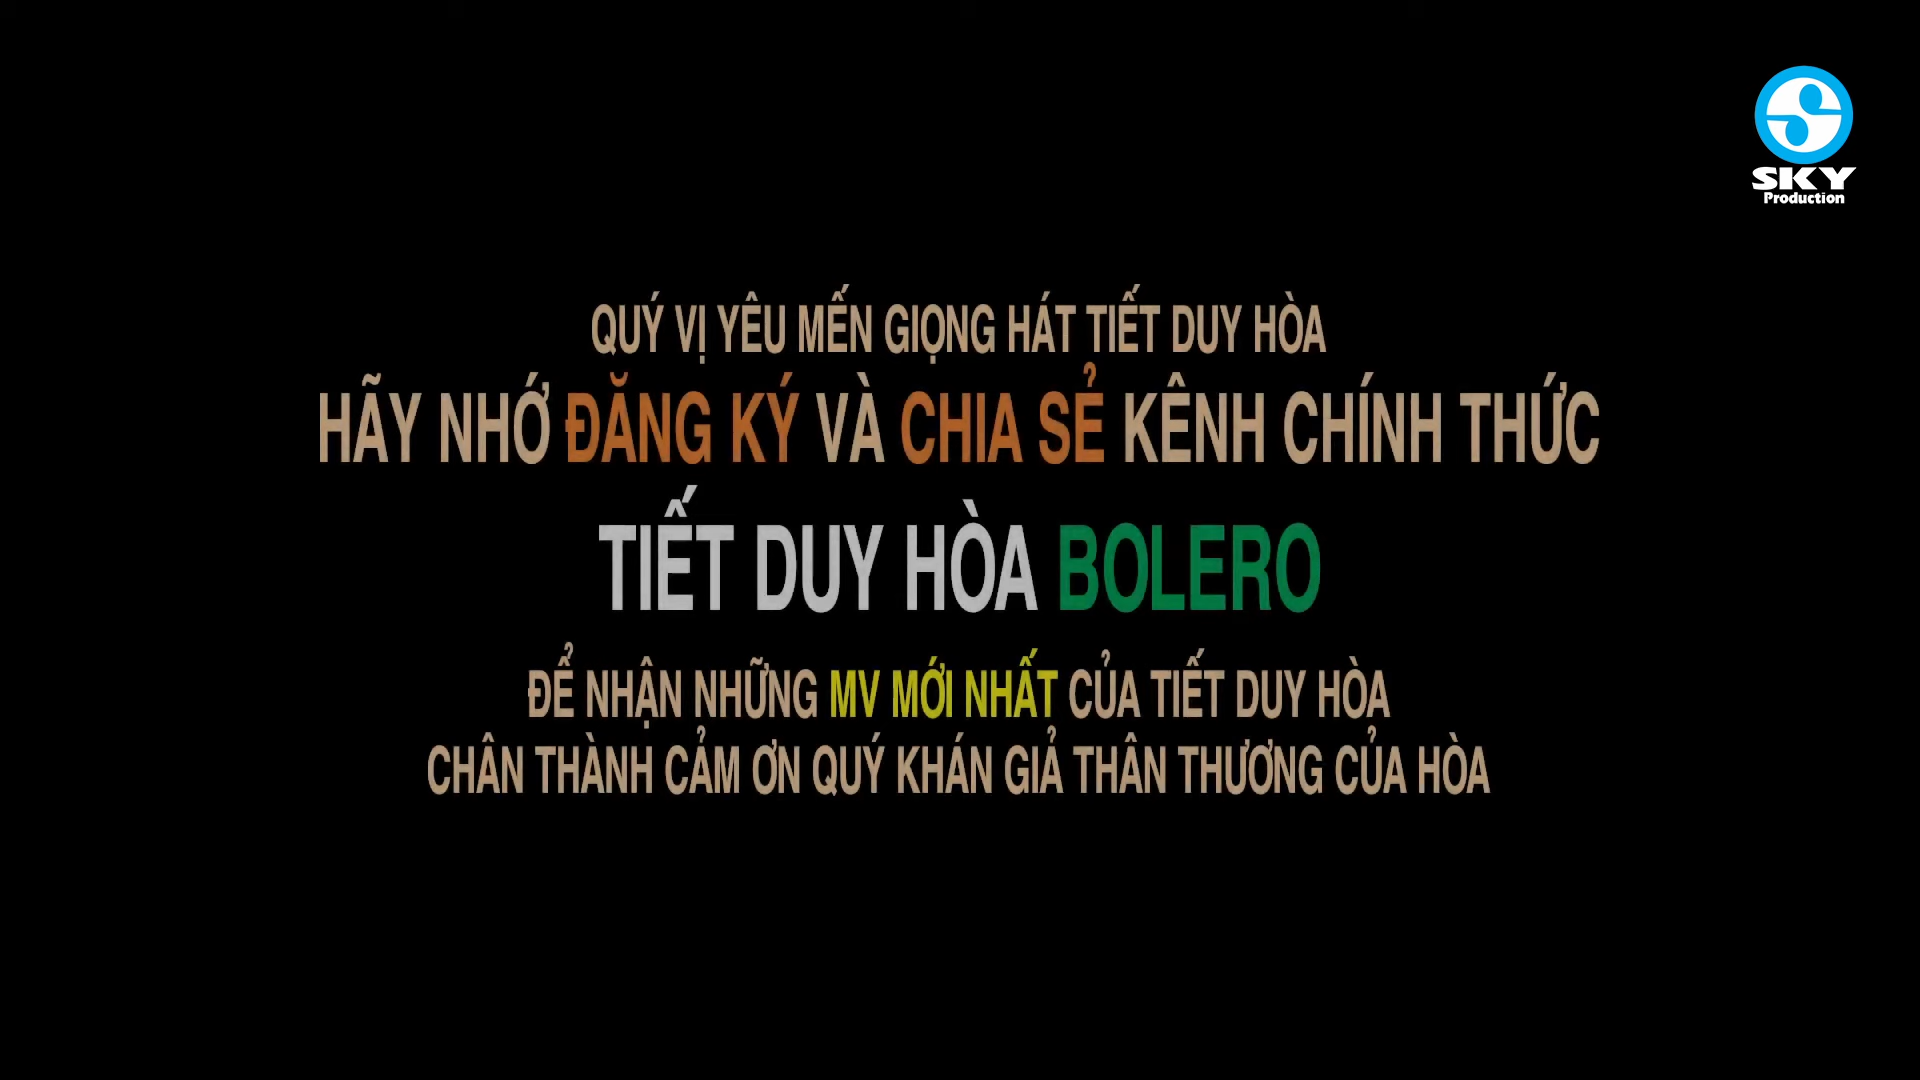 SKY
Production
QUÝ VỊ YÊU MẾN GIỌNG HÁT TIẾT DUY HÒA
HÃY NHỚ ĐĂNG KÝ VÀ CHIA SẺ KÊNH CHÍNH THỨC
TIẾT DUY HÒA BOLERO
ĐỂ NHẬN NHỮNG MV MỚI NHẤT CỦA TIẾT DUY HÒA
CHÂN THÀNH CẢM ƠN QUÝ KHÁN GIẢ THÂN THƯƠNG CỦA HÒA